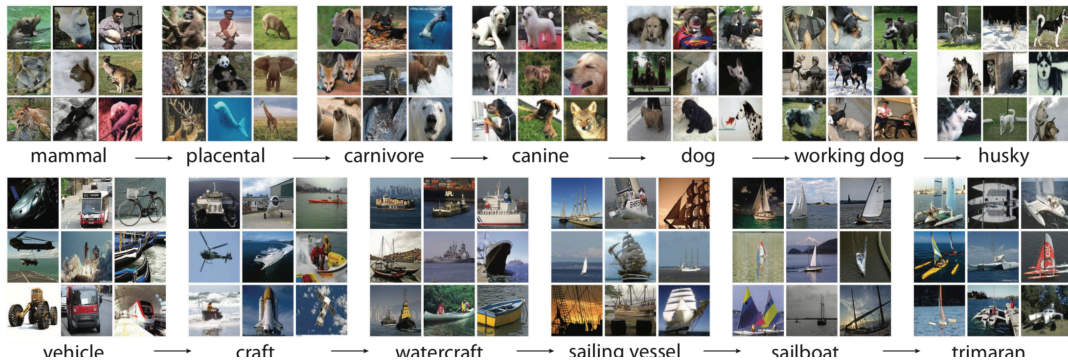 mammal → placental → carnivore → canine → dog → working dog → husky
vehicle → craft → watercraft → sailing vessel → sailboat → trimaran